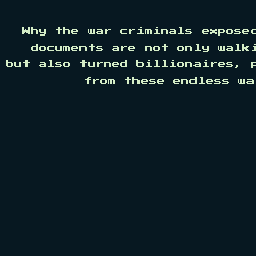 Why the war criminals exposed
documents are not only walki
but also turned billionaires, p
from these endless wa